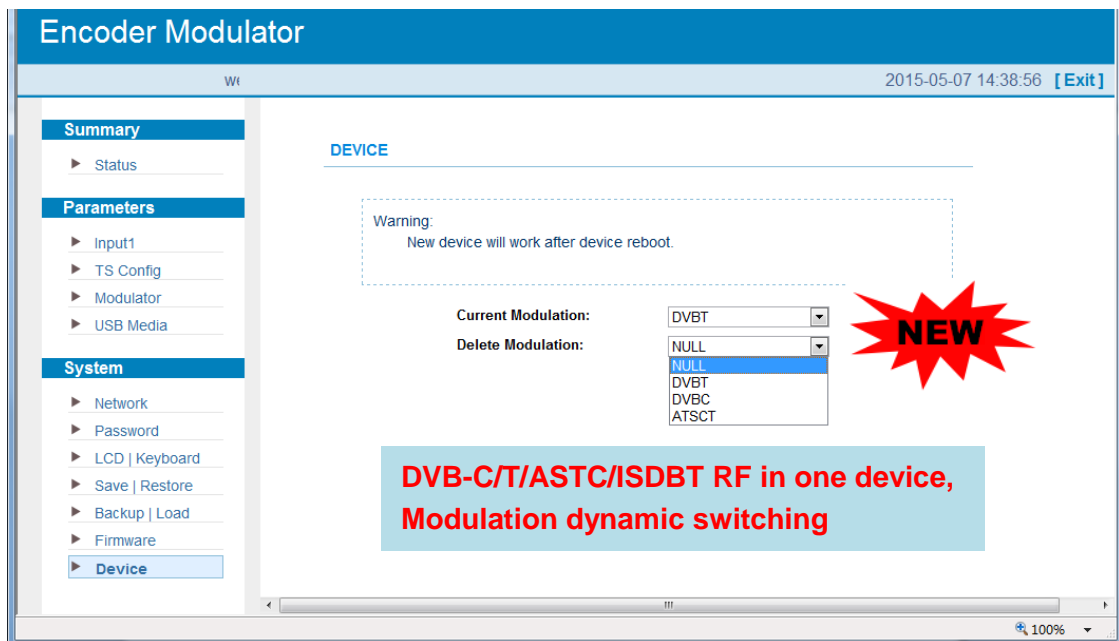 Encoder Modulator
2015-05-07 14:38:56 [Exit]
Summary
Status
Parameters
Input1
TS Config
Modulator
USB Media
System
Network
Password
LCD | Keyboard
Save | Restore
Backup | Load
Firmware
Device
DEVICE
Warning:
New device will work after device reboot.
Current Modulation: DVBT
Delete Modulation: NULL
NULL
DVBT
DVBC
ATSCT
NEW
DVB-C/T/ASTC/ISDBT RF in one device,
Modulation dynamic switching
100%